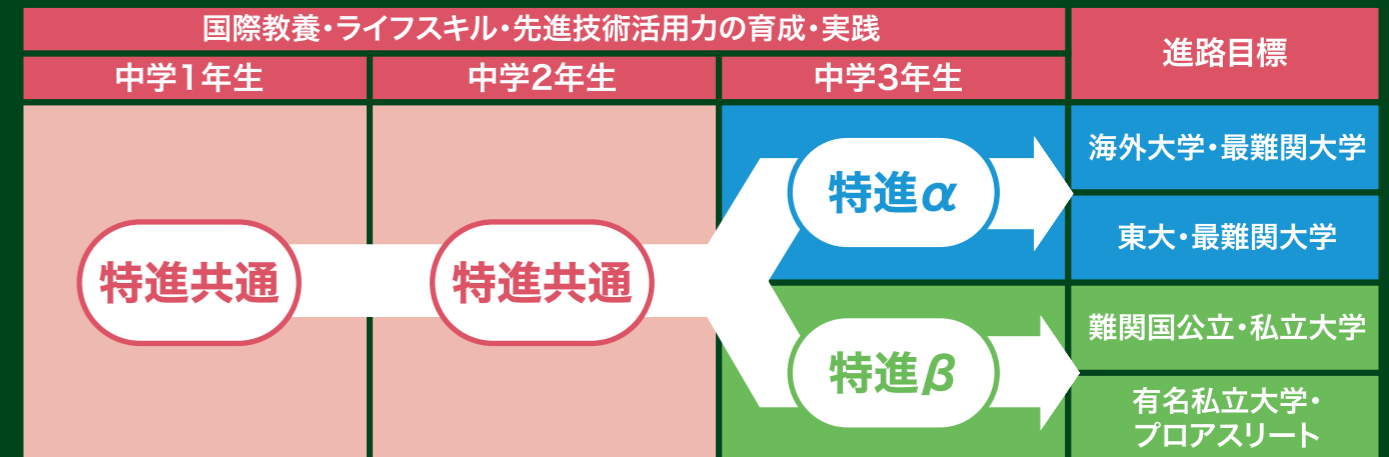 国際教養・ライフスキル・先進技術活用力の育成・実践
進路目標
中学1年生
中学2年生
中学3年生
特進共通
特進共通
特進α
特進β
海外大学・最難関大学
東大・最難関大学
難関国公立・私立大学
有名私立大学・
プロアスリート